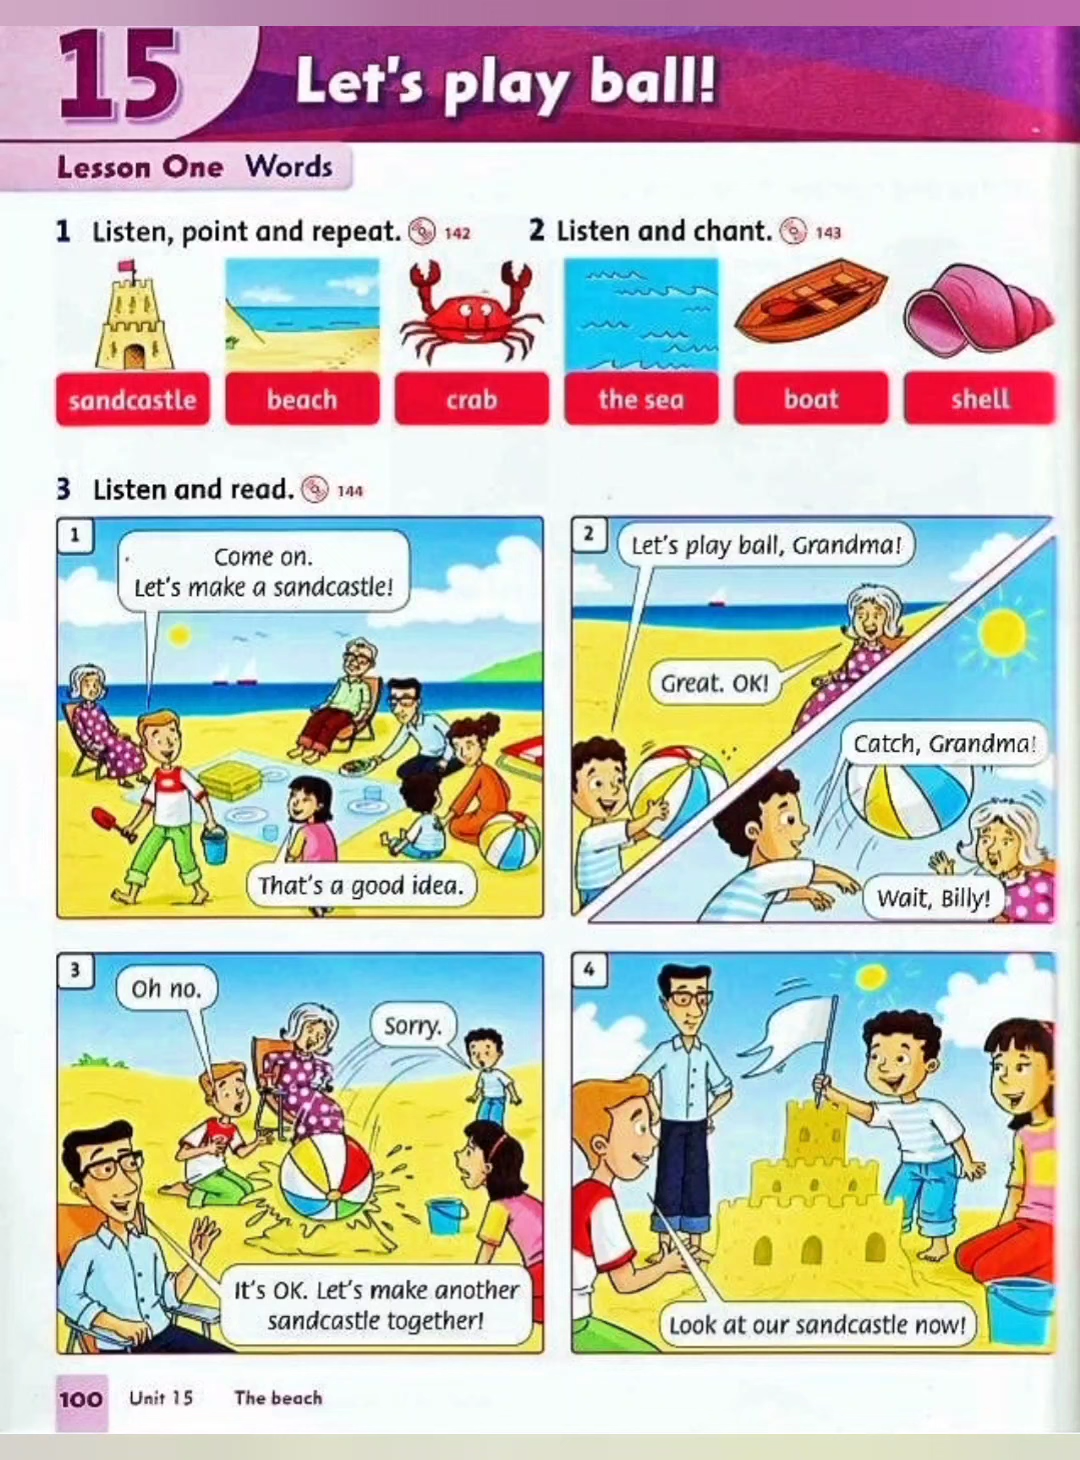 15
Let's play ball!
Lesson One Words
1 Listen, point and repeat. 142
2 Listen and chant. 143
sandcastle
beach
crab
the sea
boat
shell
3 Listen and read. 144
1
Come on.
Let's make a sandcastle!
That's a good idea.
2
Let's play ball, Grandma!
Great. OK!
Catch, Grandma!
Wait, Billy!
3
Oh no.
Sorry.
It's OK. Let's make another
sandcastle together!
4
Look at our sandcastle now!
100 Unit 15 The beach